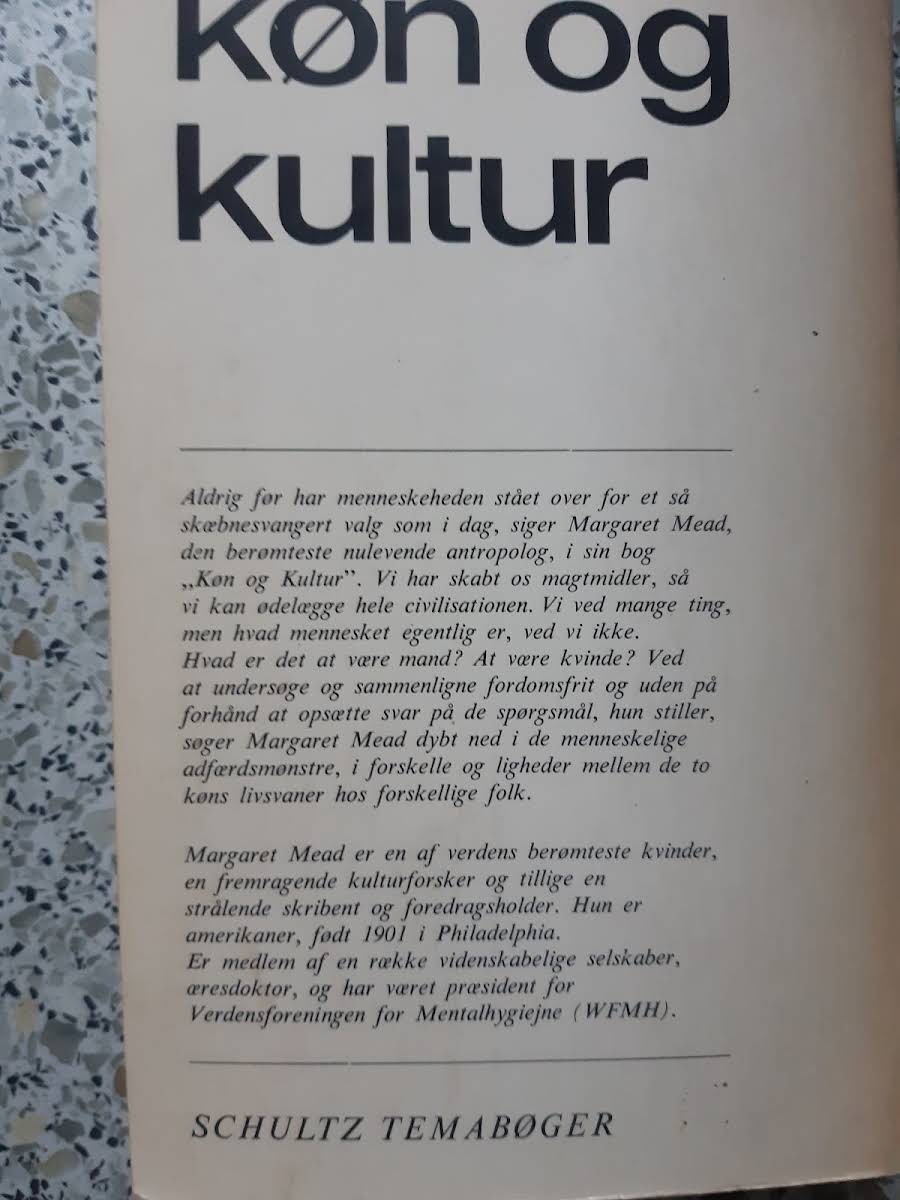 køn og
kultur
Aldrig før har menneskeheden stået over for et så
skæbnesvangert valg som i dag, siger Margaret Mead,
den berømteste nulevende antropolog, i sin bog
„Køn og Kultur”. Vi har skabt os magtmidler, så
vi kan ødelægge hele civilisationen. Vi ved mange ting,
men hvad mennesket egentlig er, ved vi ikke.
Hvad er det at være mand? At være kvinde? Ved
at undersøge og sammenligne fordomsfrit og uden på
forhånd at opsætte svar på de spørgsmål, hun stiller,
søger Margaret Mead dybt ned i de menneskelige
adfærdsmønstre, i forskelle og ligheder mellem de to
køns livsvaner hos forskellige folk.
Margaret Mead er en af verdens berømteste kvinder,
en fremragende kulturforsker og tillige en
strålende skribent og foredragsholder. Hun er
amerikaner, født 1901 i Philadelphia.
Er medlem af en række videnskabelige selskaber,
æresdoktor, og har været præsident for
Verdensforeningen for Mentalhygiejne (WFMH).
SCHULTZ TEMABØGER